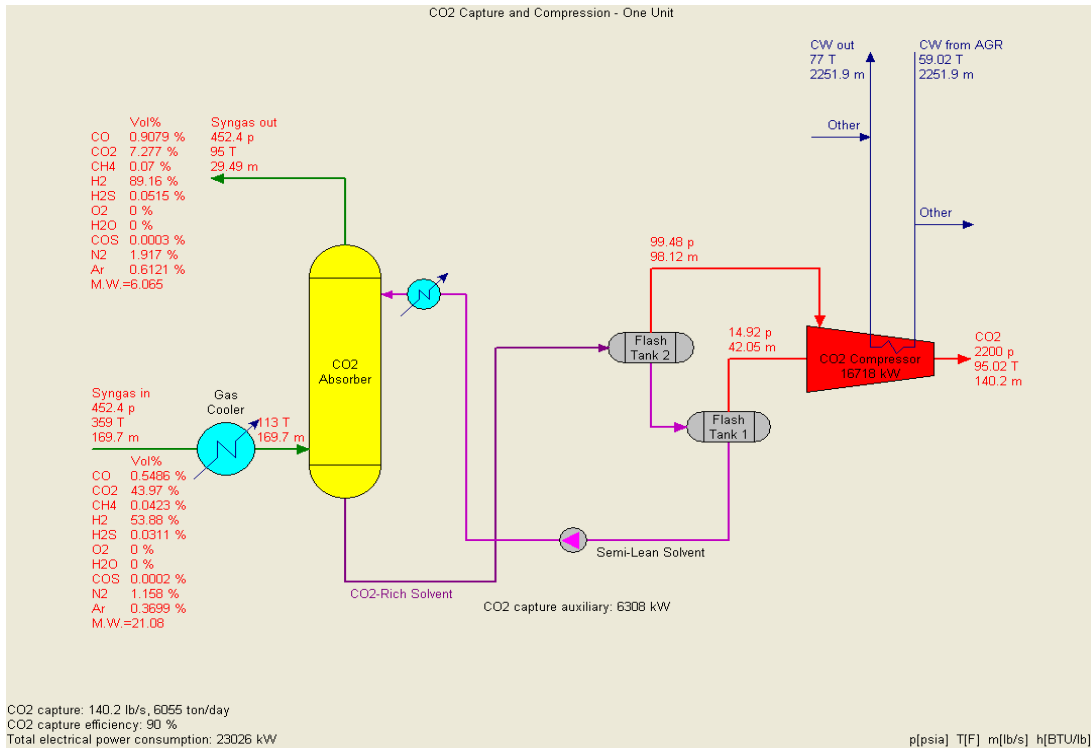 CO2 Capture and Compression - One Unit
CW out
77 T
2251.9 m
CW from AGR
59.02 T
2251.9 m
Other
Other
Vol%
CO 0.9079 %
CO2 7.277 %
CH4 0.07 %
H2 89.16 %
H2S 0.0515 %
O2 0 %
H2O 0 %
COS 0.0003 %
N2 1.917 %
Ar 0.6121 %
M.W.=6.065
Syngas out
452.4 p
95 T
29.49 m
99.48 p
98.12 m
14.92 p
42.05 m
Flash
Tank 2
Flash
Tank 1
CO2 Compressor
16718 kW
CO2
2200 p
95.02 T
140.2 m
CO2
Absorber
Syngas in
452.4 p
359 T
169.7 m
Gas
Cooler
113 T
169.7 m
Vol%
CO 0.5486 %
CO2 43.97 %
CH4 0.0423 %
H2 53.88 %
H2S 0.0311 %
O2 0 %
H2O 0 %
COS 0.0002 %
N2 1.158 %
Ar 0.3699 %
M.W.=21.08
Semi-Lean Solvent
CO2-Rich Solvent
CO2 capture auxiliary: 6308 kW
CO2 capture: 140.2 lb/s, 6055 ton/day
CO2 capture efficiency: 90 %
Total electrical power consumption: 23026 kW
p[psia] T[F] m[lb/s] h[BTU/lb]